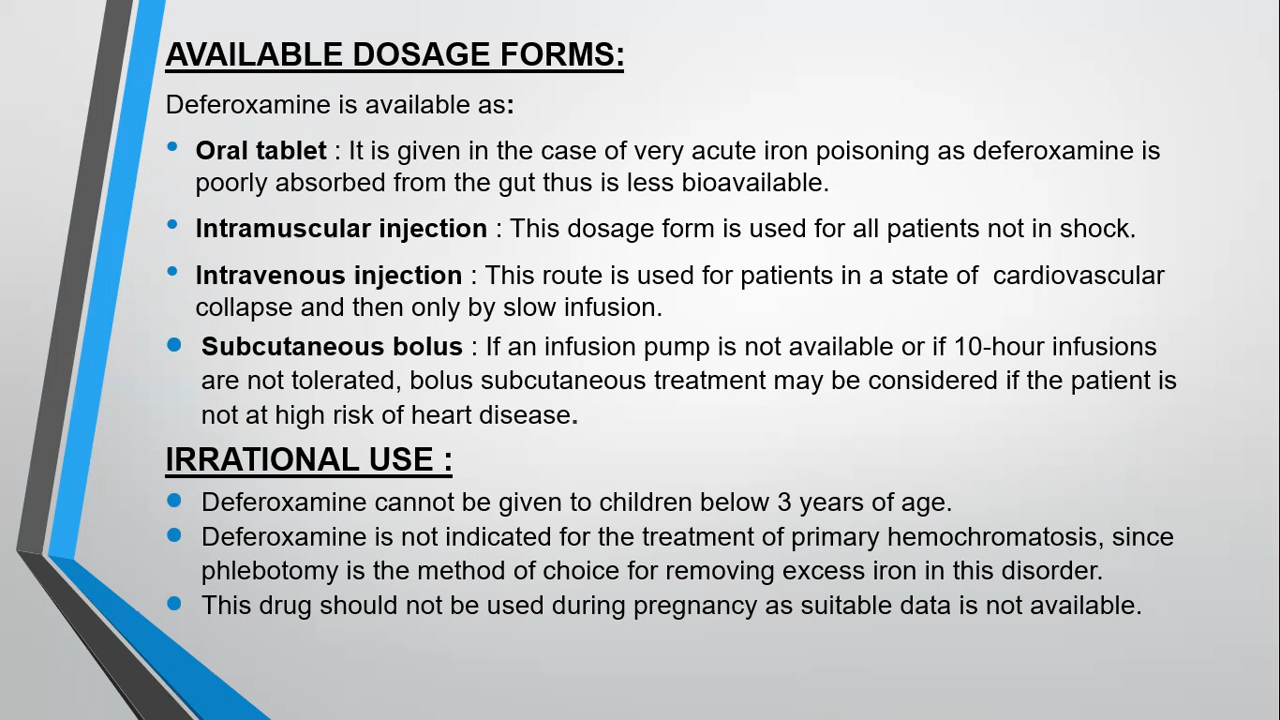 AVAILABLE DOSAGE FORMS:
Deferoxamine is available as:
• Oral tablet : It is given in the case of very acute iron poisoning as deferoxamine is
poorly absorbed from the gut thus is less bioavailable.
• Intramuscular injection : This dosage form is used for all patients not in shock.
• Intravenous injection : This route is used for patients in a state of  cardiovascular
collapse and then only by slow infusion.
• Subcutaneous bolus : If an infusion pump is not available or if 10-hour infusions
are not tolerated, bolus subcutaneous treatment may be considered if the patient is
not at high risk of heart disease.
IRRATIONAL USE :
• Deferoxamine cannot be given to children below 3 years of age.
• Deferoxamine is not indicated for the treatment of primary hemochromatosis, since
phlebotomy is the method of choice for removing excess iron in this disorder.
• This drug should not be used during pregnancy as suitable data is not available.